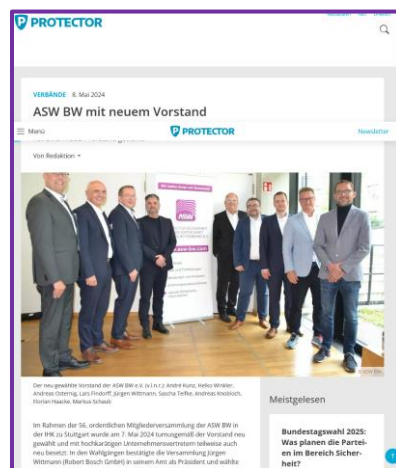 PROTECTOR
VERBÄNDE 8. Mai 2024
ASW BW mit neuem Vorstand
Menü
PROTECTOR
Newsletter
Von Redaktion
Der neu gewählte Vorstand der ASW BW e.V. (v.l.n.r.): André Kunz, Heiko Winkler,
Andreas Osternig, Lars Findorff, Jürgen Wittmann, Sascha Teifke, Andreas Knobloch,
Florian Haacke, Markus Schaub
© ASW BW
Im Rahmen der 56. ordentlichen Mitgliederversammlung der ASW BW in
der IHK zu Stuttgart wurde am 7. Mai 2024 turnusgemäß der Vorstand neu
gewählt und mit hochkarätigen Unternehmensvertretern teilweise auch
neu besetzt. In den Wahlgängen bestätigte die Versammlung Jürgen
Wittmann (Robert Bosch GmbH) in seinem Amt als Präsident und wählte
Meistgelesen
Bundestagswahl 2025:
Was planen die Partei-
en im Bereich Sicher-
heit?